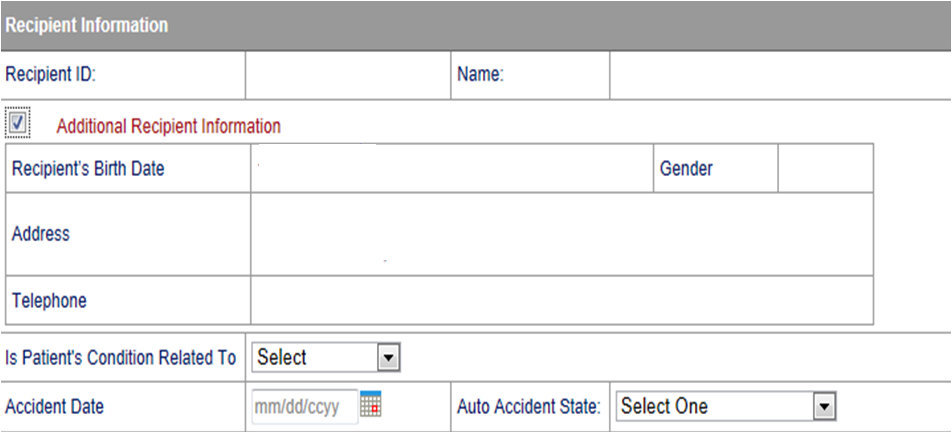 Recipient Information
Recipient ID: Name:
Additional Recipient Information
Recipient's Birth Date Gender
Address
Telephone
Is Patient's Condition Related To Select
Accident Date mm/dd/ccyy Auto Accident State: Select One